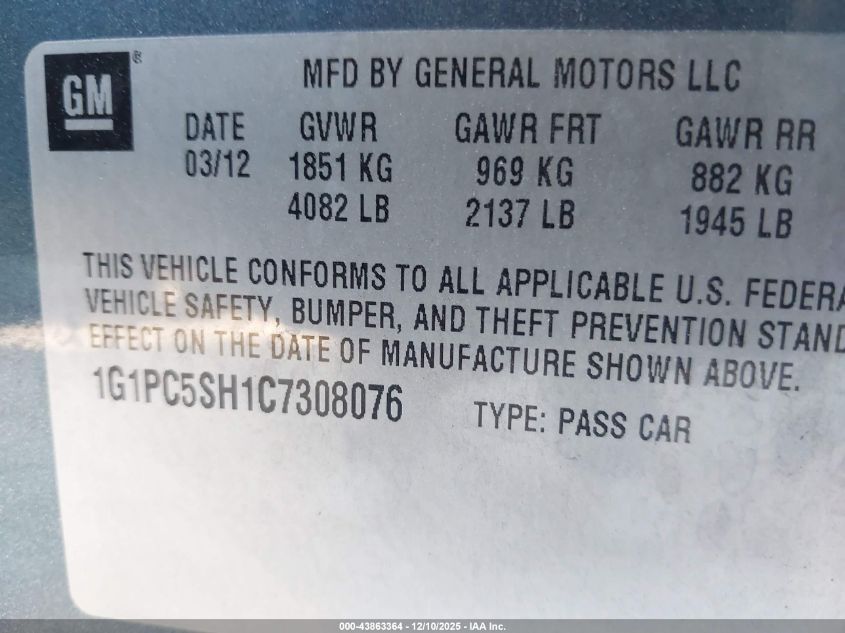 GM®
MFD BY GENERAL MOTORS LLC
DATE GVWR GAWR FRT GAWR RR
03/12 1851 KG 969 KG 882 KG
4082 LB 2137 LB 1945 LB
THIS VEHICLE CONFORMS TO ALL APPLICABLE U.S. FEDERA
VEHICLE SAFETY, BUMPER, AND THEFT PREVENTION STAND
EFFECT ON THE DATE OF MANUFACTURE SHOWN ABOVE.
1G1PC5SH1C7308076 TYPE: PASS CAR
000-43863364 - 12/10/2025 - IAA Inc.